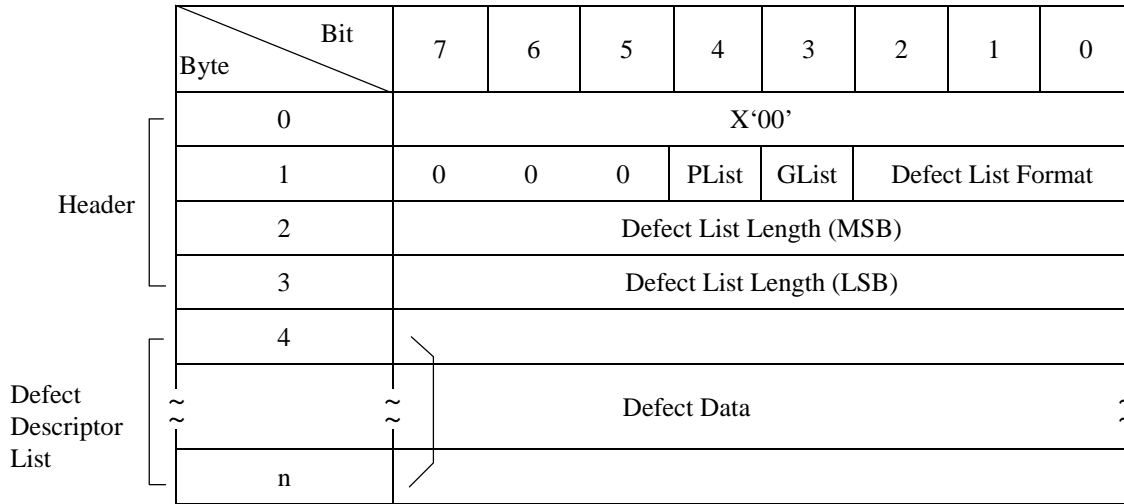 Bit
Byte
7 6 5 4 3 2 1 0
0 X‘00’
1 0 0 0 PList GList Defect List Format
Header
2 Defect List Length (MSB)
3 Defect List Length (LSB)
4
Defect
Descriptor
List
~ ~ ~
~ ~ ~
Defect Data
n